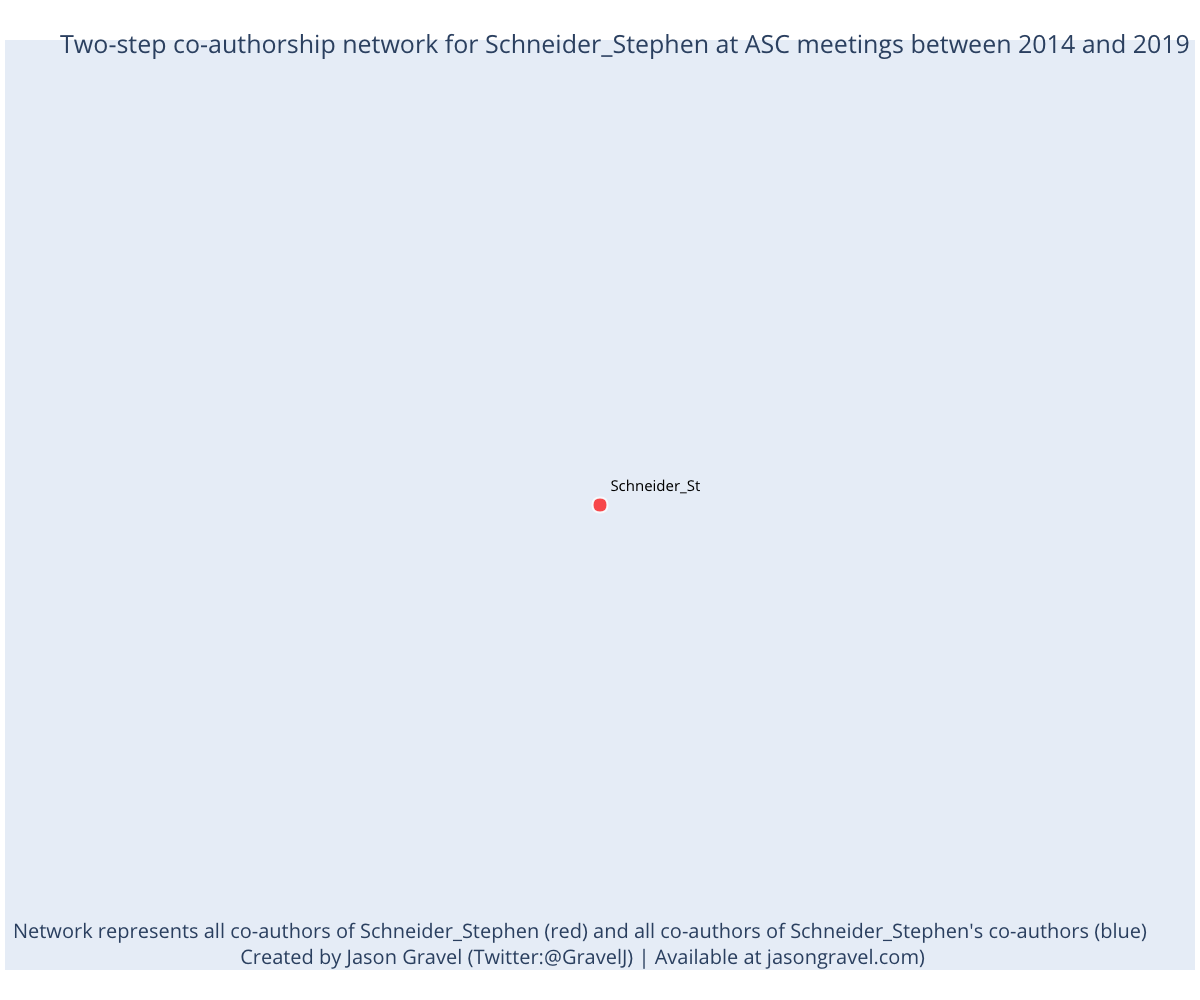 Two-step co-authorship network for Schneider_Stephen at ASC meetings between 2014 and 2019
Schneider_St
Network represents all co-authors of Schneider_Stephen (red) and all co-authors of Schneider_Stephen's co-authors (blue)
Created by Jason Gravel (Twitter:@GravelJ) | Available at jasongravel.com)